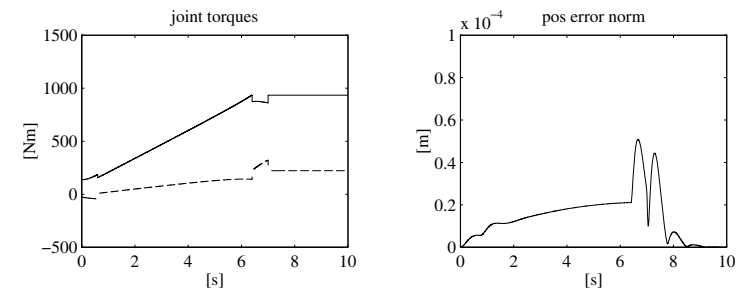 joint torques
1500
1000
500
0
−500
[Nm]
0 2 4 6 8 10
[s]
x 10⁻⁴
pos error norm
1
0.8
0.6
0.4
0.2
0
[m]
0 2 4 6 8 10
[s]